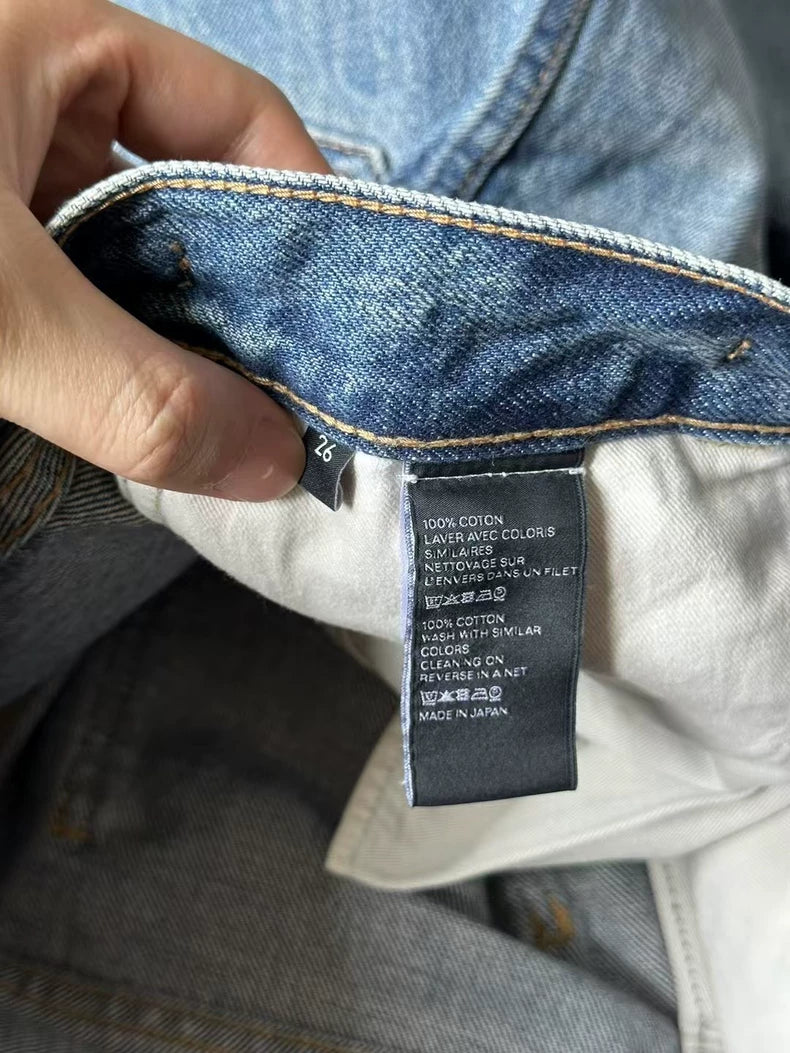 26
100% COTON
LAVER AVEC COLORIS
SIMILAIRES
NETTOYAGE SUR
L'ENVERS DANS UN FILET
100% COTTON
WASH WITH SIMILAR
COLORS
CLEANING ON
REVERSE IN A NET
MADE IN JAPAN